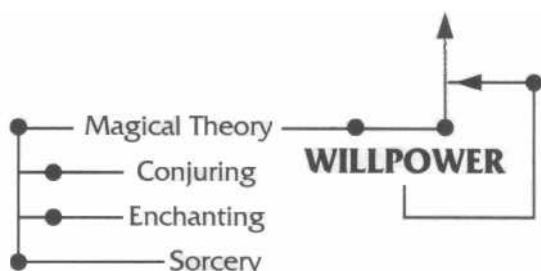 Magical Theory
WILLPOWER
Conjuring
Enchanting
Sorcery